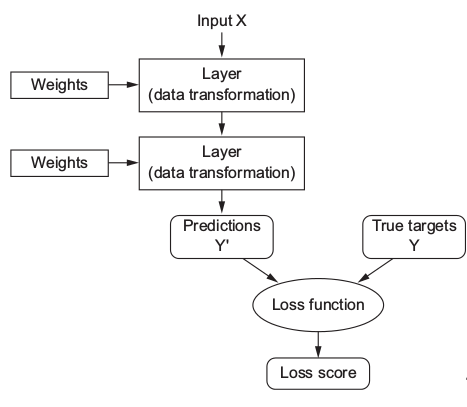 Input X
Layer
(data transformation)
Weights
Layer
(data transformation)
Weights
Predictions
Y'
True targets
Y
Loss function
Loss score